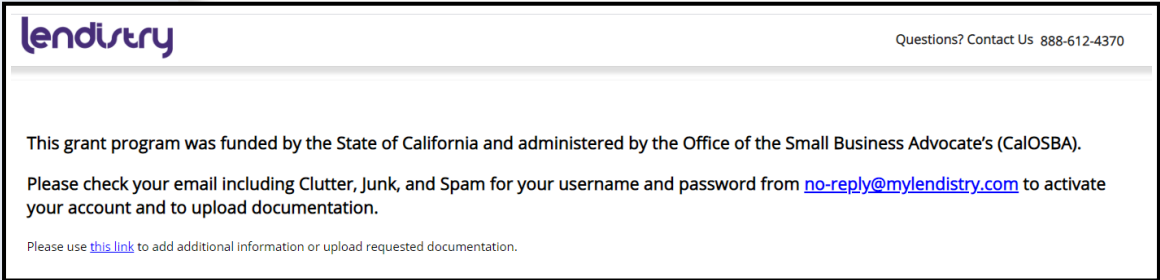 lendistry
Questions? Contact Us 888-612-4370
This grant program was funded by the State of California and administered by the Office of the Small Business Advocate's (CalOSBA).
Please check your email including Clutter, Junk, and Spam for your username and password from no-reply@mylendistry.com to activate
your account and to upload documentation.
Please use this link to add additional information or upload requested documentation.